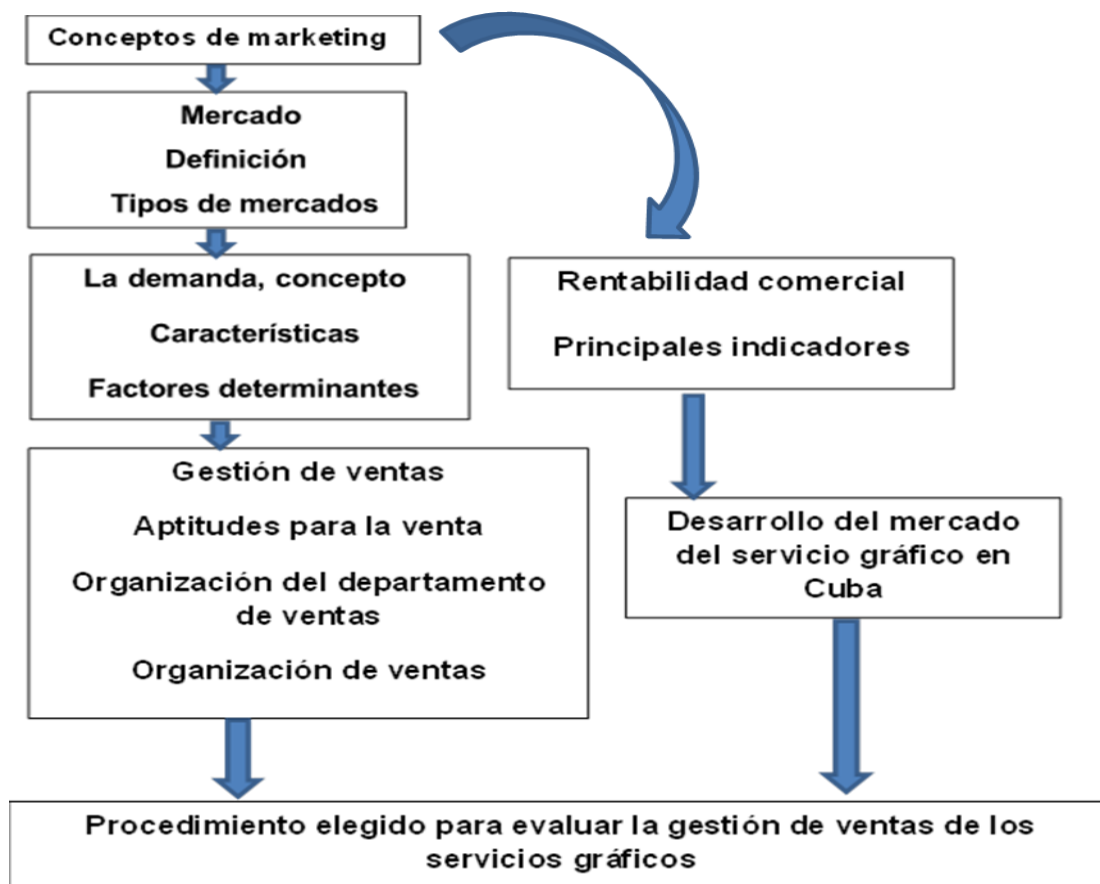 Conceptos de marketing
Mercado
Definición
Tipos de mercados
La demanda, concepto
Características
Factores determinantes
Gestión de ventas
Aptitudes para la venta
Organización del departamento
de ventas
Organización de ventas
Rentabilidad comercial
Principales indicadores
Desarrollo del mercado
del servicio gráfico en
Cuba
Procedimiento elegido para evaluar la gestión de ventas de los
servicios gráficos